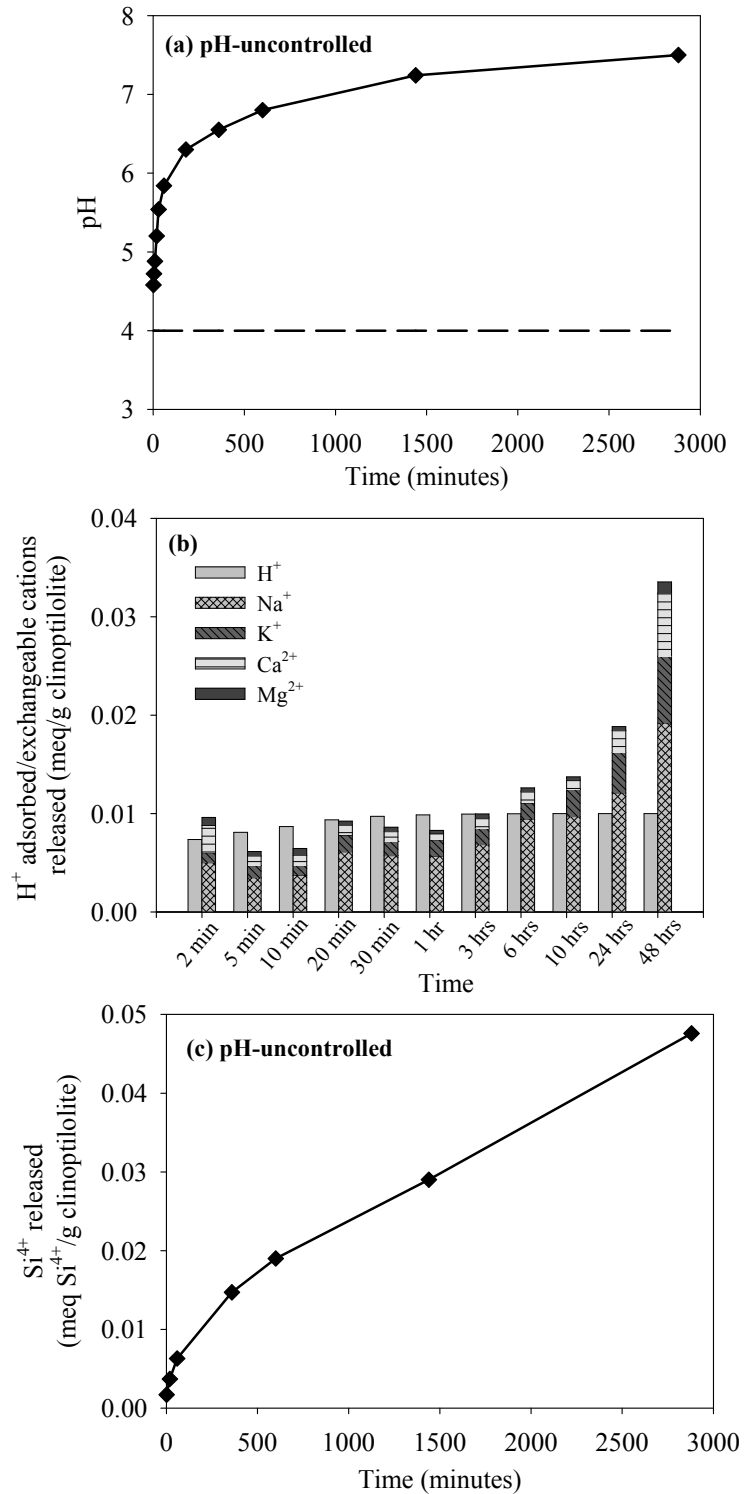 (a) pH-uncontrolled
8
7
6
5
4
3
pH
0 500 1000 1500 2000 2500 3000
Time (minutes)
(b)
H⁺
Na⁺
K⁺
Ca²⁺
Mg²⁺
0.04
0.03
0.02
0.01
0.00
H⁺ adsorbed/exchangeable cations
released (meq/g clinoptilolite)
2 min 5 min 10 min 20 min 30 min 1 hr 3 hrs 6 hrs 10 hrs 24 hrs 48 hrs
Time
(c) pH-uncontrolled
0.05
0.04
0.03
0.02
0.01
0.00
Si⁴⁺ released
(meq Si⁴⁺/g clinoptilolite)
0 500 1000 1500 2000 2500 3000
Time (minutes)